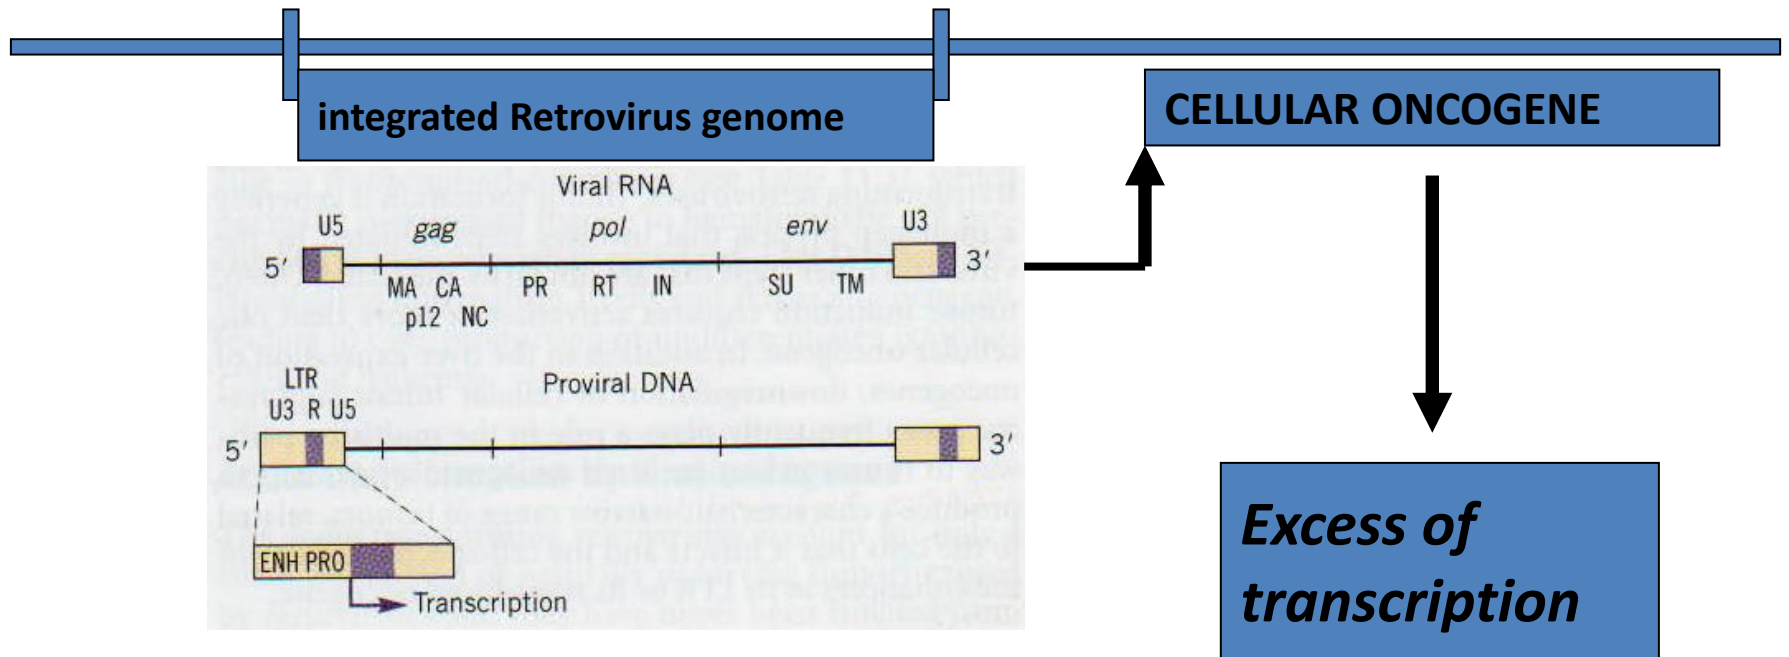 integrated Retrovirus genome
CELLULAR ONCOGENE
Viral RNA
U5 gag pol env U3
5′ 3′
MA CA PR RT IN SU TM
p12 NC
LTR Proviral DNA
U3 R U5
5′ 3′
ENH PRO
Transcription
Excess of
transcription